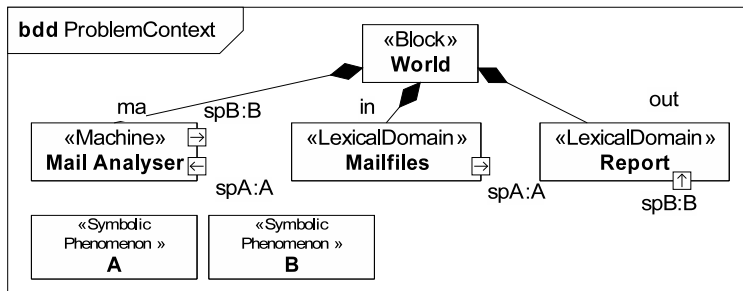 bdd ProblemContext
«Block»
World
ma
spB:B
in
out
«Machine»
Mail Analyser
spA:A
«LexicalDomain»
Mailfiles
spA:A
«LexicalDomain»
Report
spB:B
«Symbolic
Phenomenon »
A
«Symbolic
Phenomenon »
B